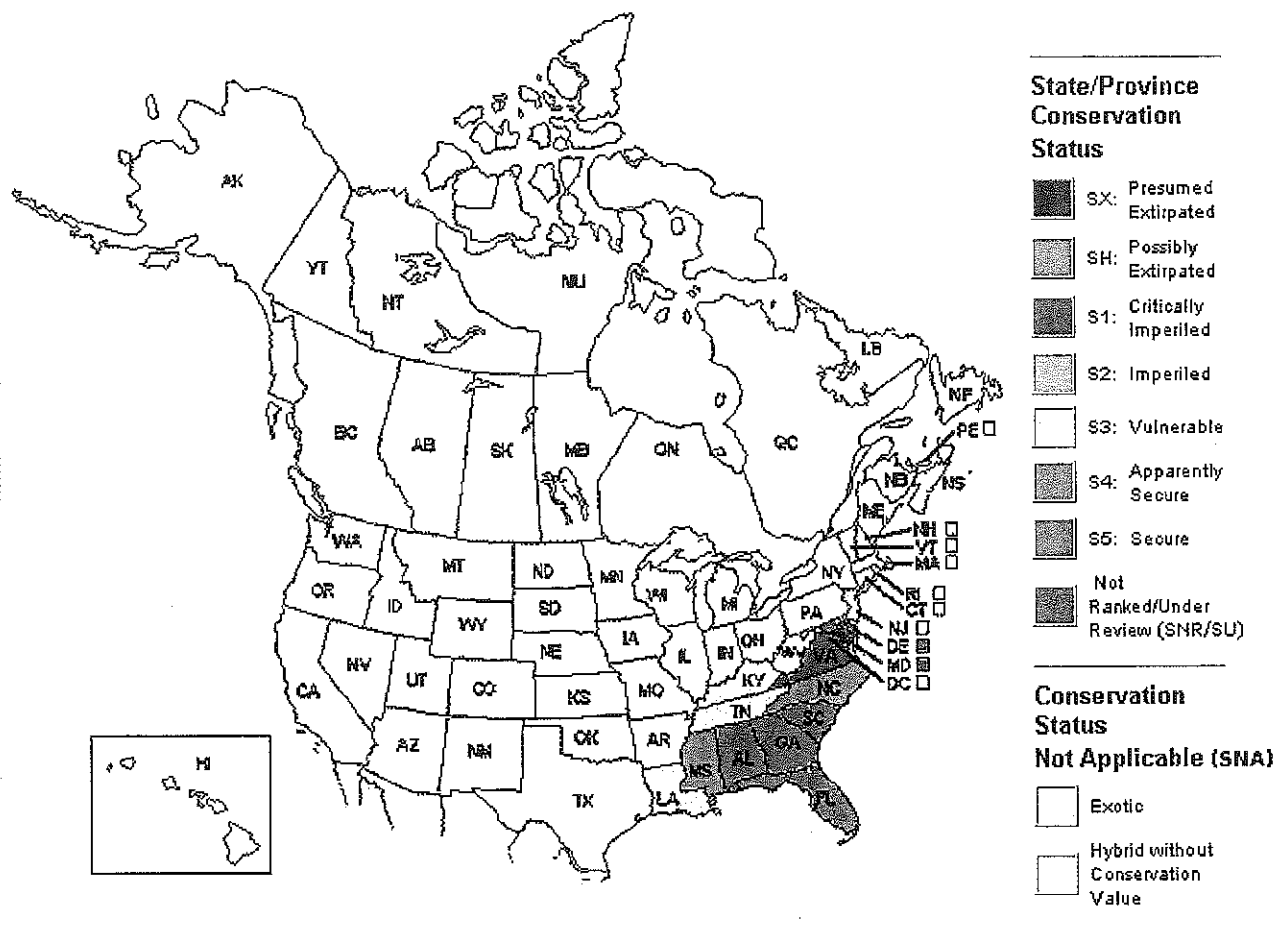 State/Province
Conservation
Status
SX: Presumed
Extirpated
SH: Possibly
Extirpated
S1: Critically
Imperiled
S2: Imperiled
S3: Vulnerable
S4: Apparently
Secure
S5: Secure
Not
Ranked/Under
Review (SNR/SU)
Conservation
Status
Not Applicable (SNA)
Exotic
Hybrid without
Conservation
Value
AK
YT
NT
NU
LB
NF
PE
BC
AB
SK
MB
ON
QC
NB
NS
ME
NH
VT
MA
RI
CT
NJ
DE
MD
DC
WA
MT
ND
MN
WI
MI
NY
OR
ID
WY
SD
IA
NE
IL
IN
OH
PA
WV
VA
NV
UT
CO
KS
MO
KY
CA
AZ
NM
OK
AR
TN
NC
SC
MS
AL
GA
TX
LA
FL
HI